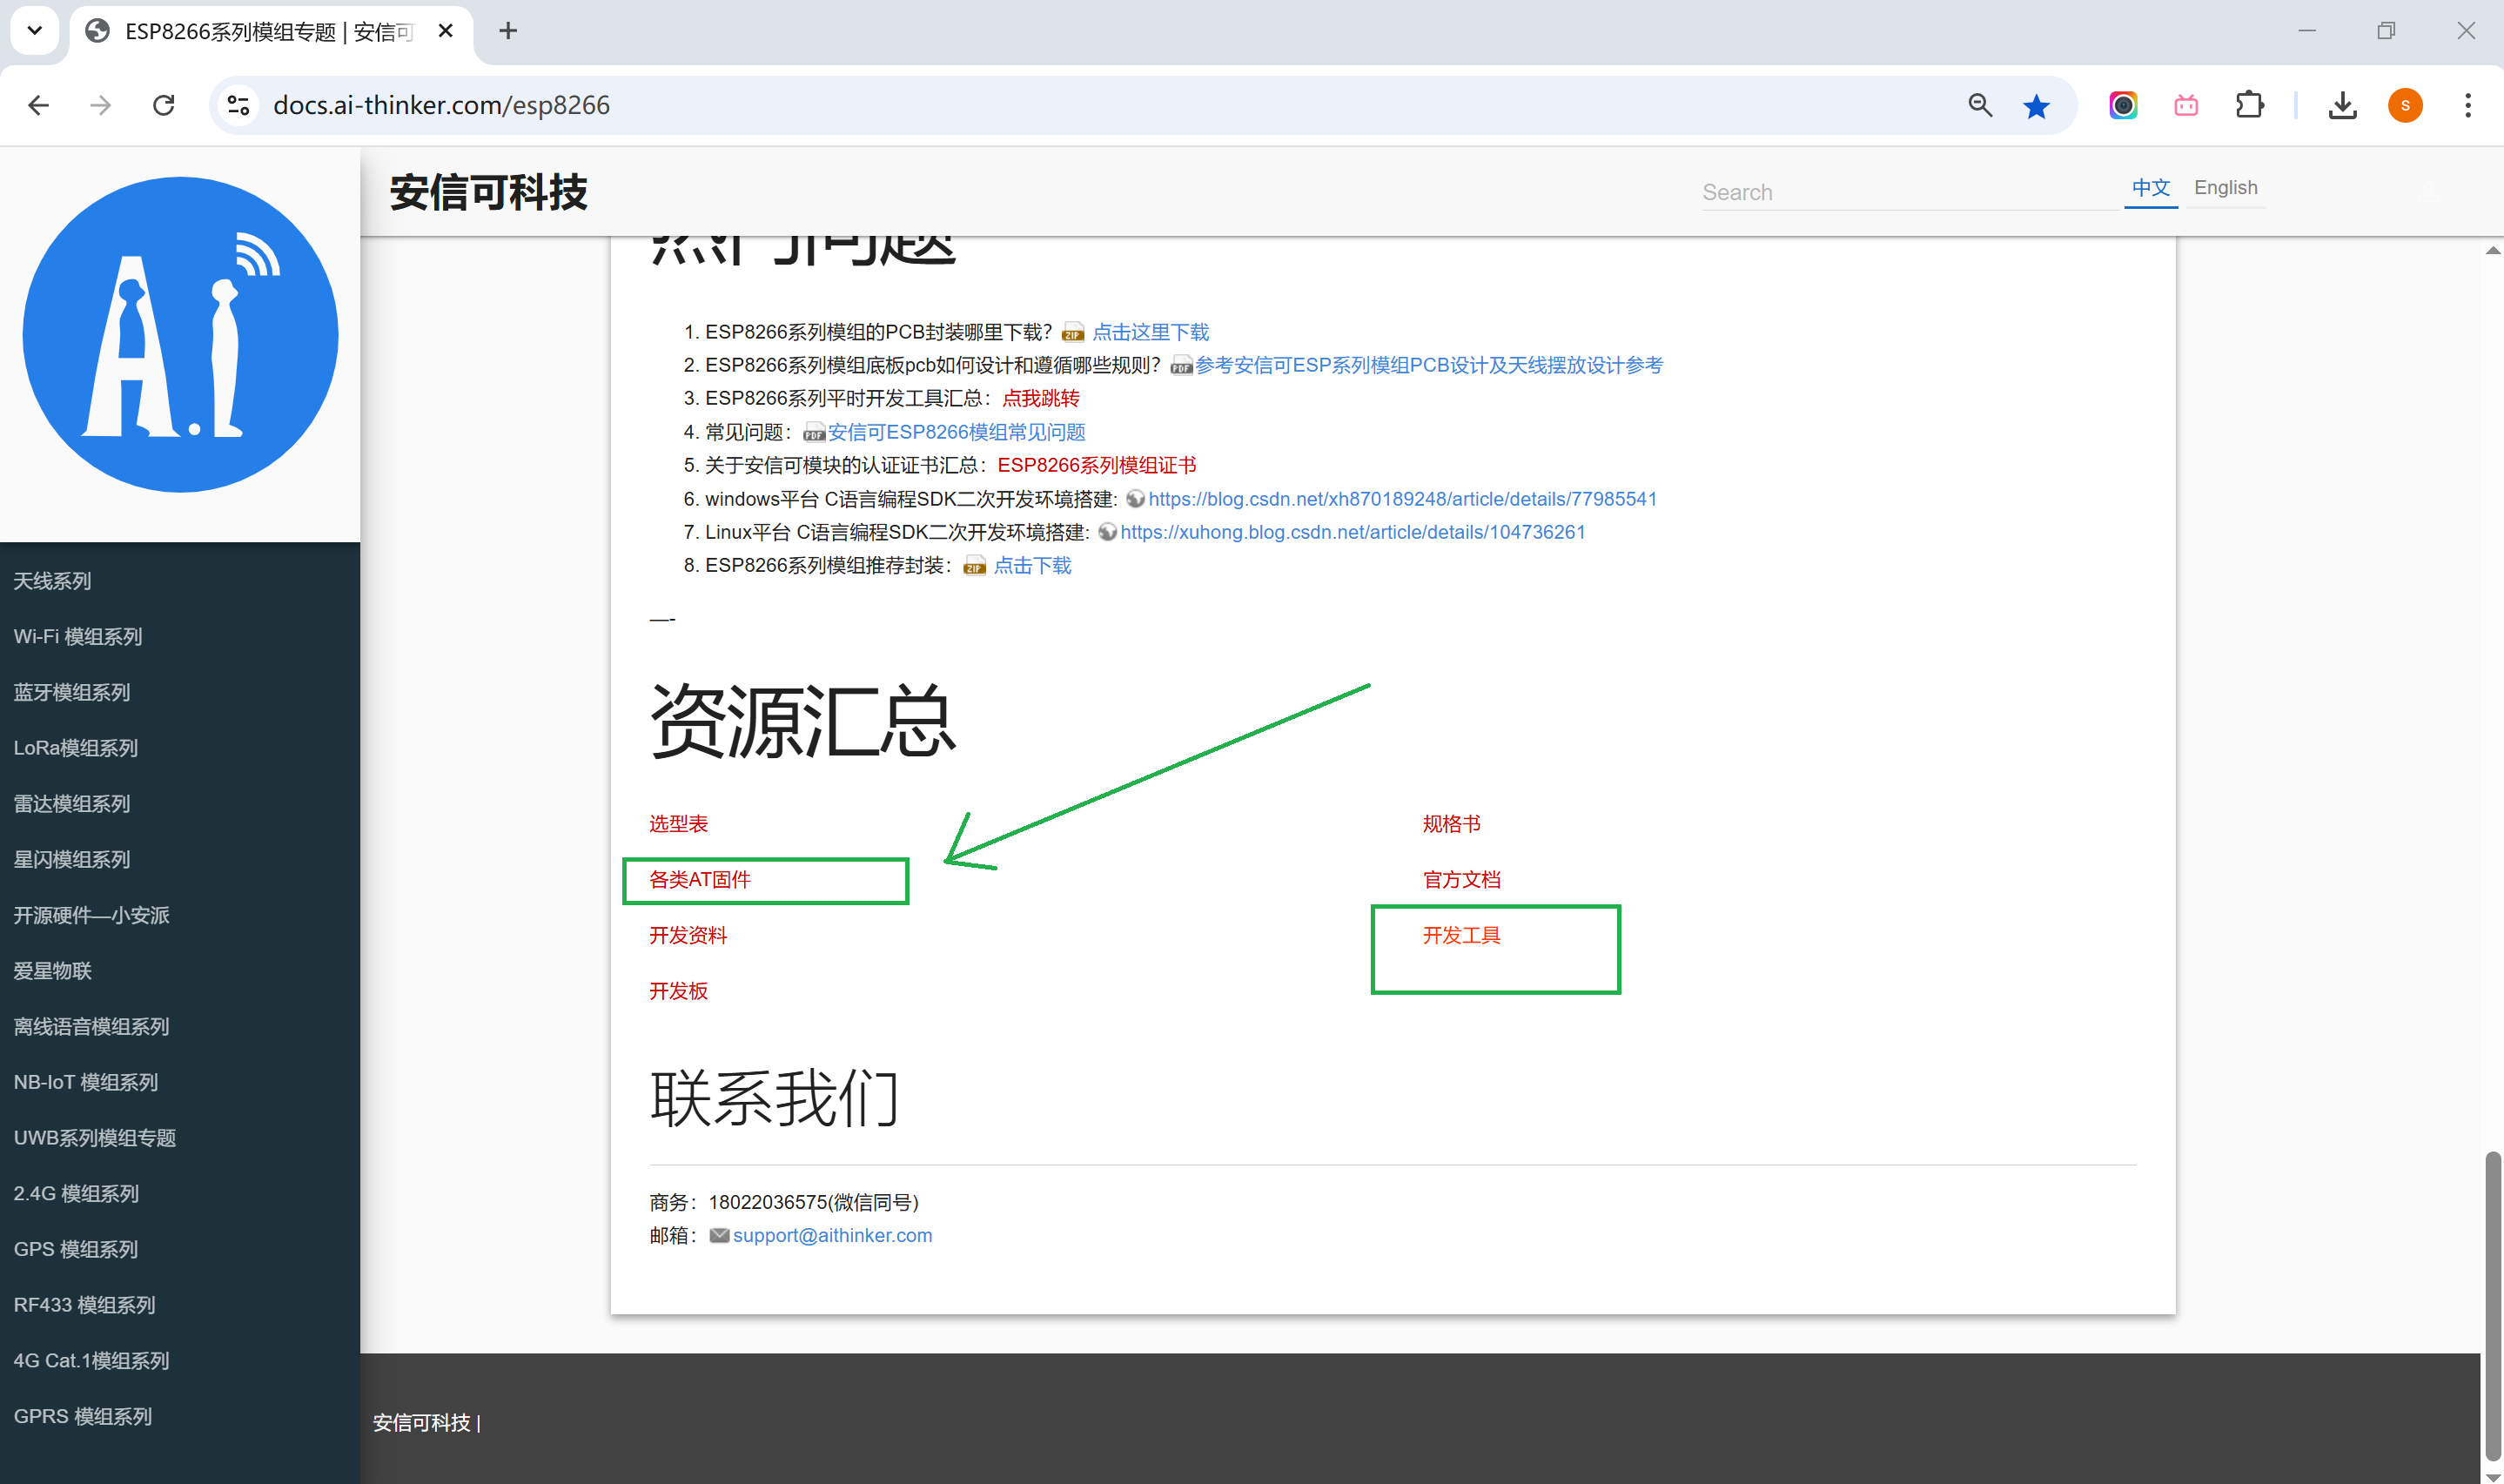 ESP8266系列模组专题 | 安信可
docs.ai-thinker.com/esp8266
S
安信可科技
Search
中文
English
A.i
天线系列
Wi-Fi 模组系列
蓝牙模组系列
LoRa模组系列
雷达模组系列
星闪模组系列
开源硬件—小安派
爱星物联
离线语音模组系列
NB-IoT 模组系列
UWB系列模组专题
2.4G 模组系列
GPS 模组系列
RF433 模组系列
4G Cat.1模组系列
GPRS 模组系列
热门问题
1. ESP8266系列模组的PCB封装哪里下载？ ZIP 点击这里下载
2. ESP8266系列模组底板pcb如何设计和遵循哪些规则？ PDF 参考安信可ESP系列模组PCB设计及天线摆放设计参考
3. ESP8266系列平时开发工具汇总：点我跳转
4. 常见问题： PDF 安信可ESP8266模组常见问题
5. 关于安信可模块的认证证书汇总：ESP8266系列模组证书
6. windows平台 C语言编程SDK二次开发环境搭建: https://blog.csdn.net/xh870189248/article/details/77985541
7. Linux平台 C语言编程SDK二次开发环境搭建: https://xuhong.blog.csdn.net/article/details/104736261
8. ESP8266系列模组推荐封装： ZIP 点击下载
—-
资源汇总
选型表
规格书
各类AT固件
官方文档
开发资料
开发工具
开发板
联系我们
商务：18022036575(微信同号)
邮箱： support@aithinker.com
安信可科技 |